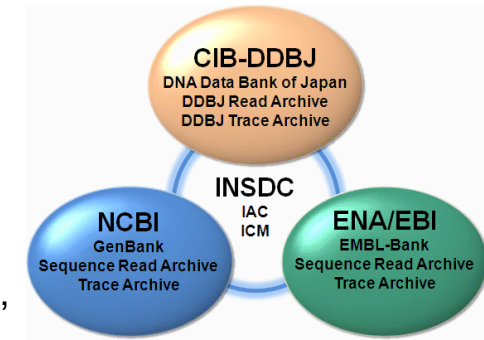 CIB-DDBJ
DNA Data Bank of Japan
DDBJ Read Archive
DDBJ Trace Archive
INSDC
IAC
ICM
NCBI
GenBank
Sequence Read Archive
Trace Archive
ENA/EBI
EMBL-Bank
Sequence Read Archive
Trace Archive
,